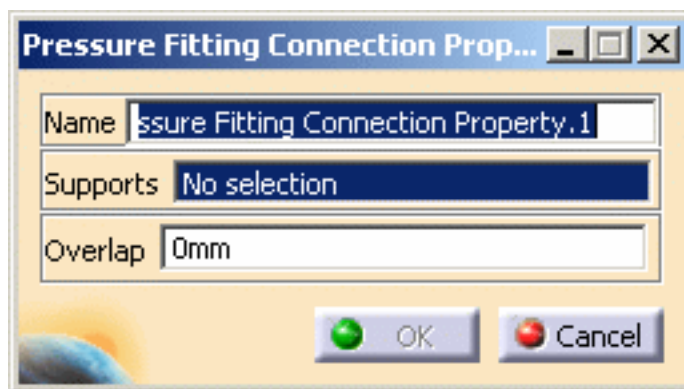 Pressure Fitting Connection Prop...
Name ssure Fitting Connection Property.1
Supports No selection
Overlap 0mm
OK Cancel